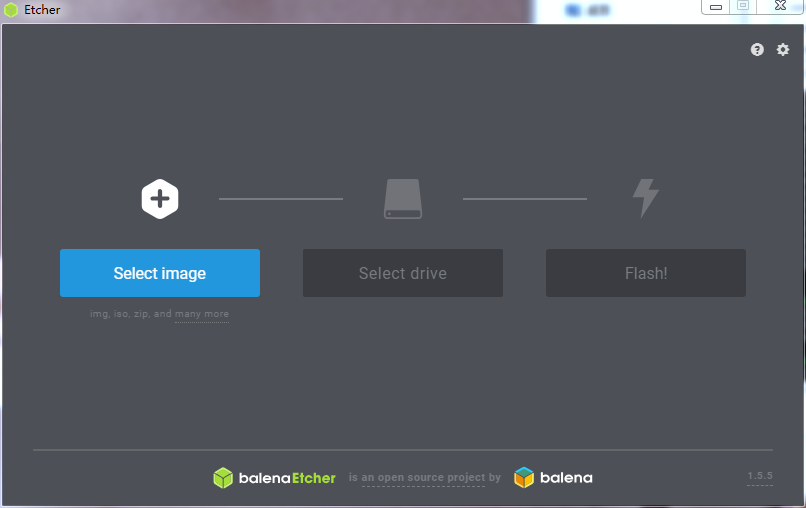 Etcher
Select image
Select drive
Flash!
img, iso, zip, and many more
balenaEtcher is an open source project by balena
1.5.5